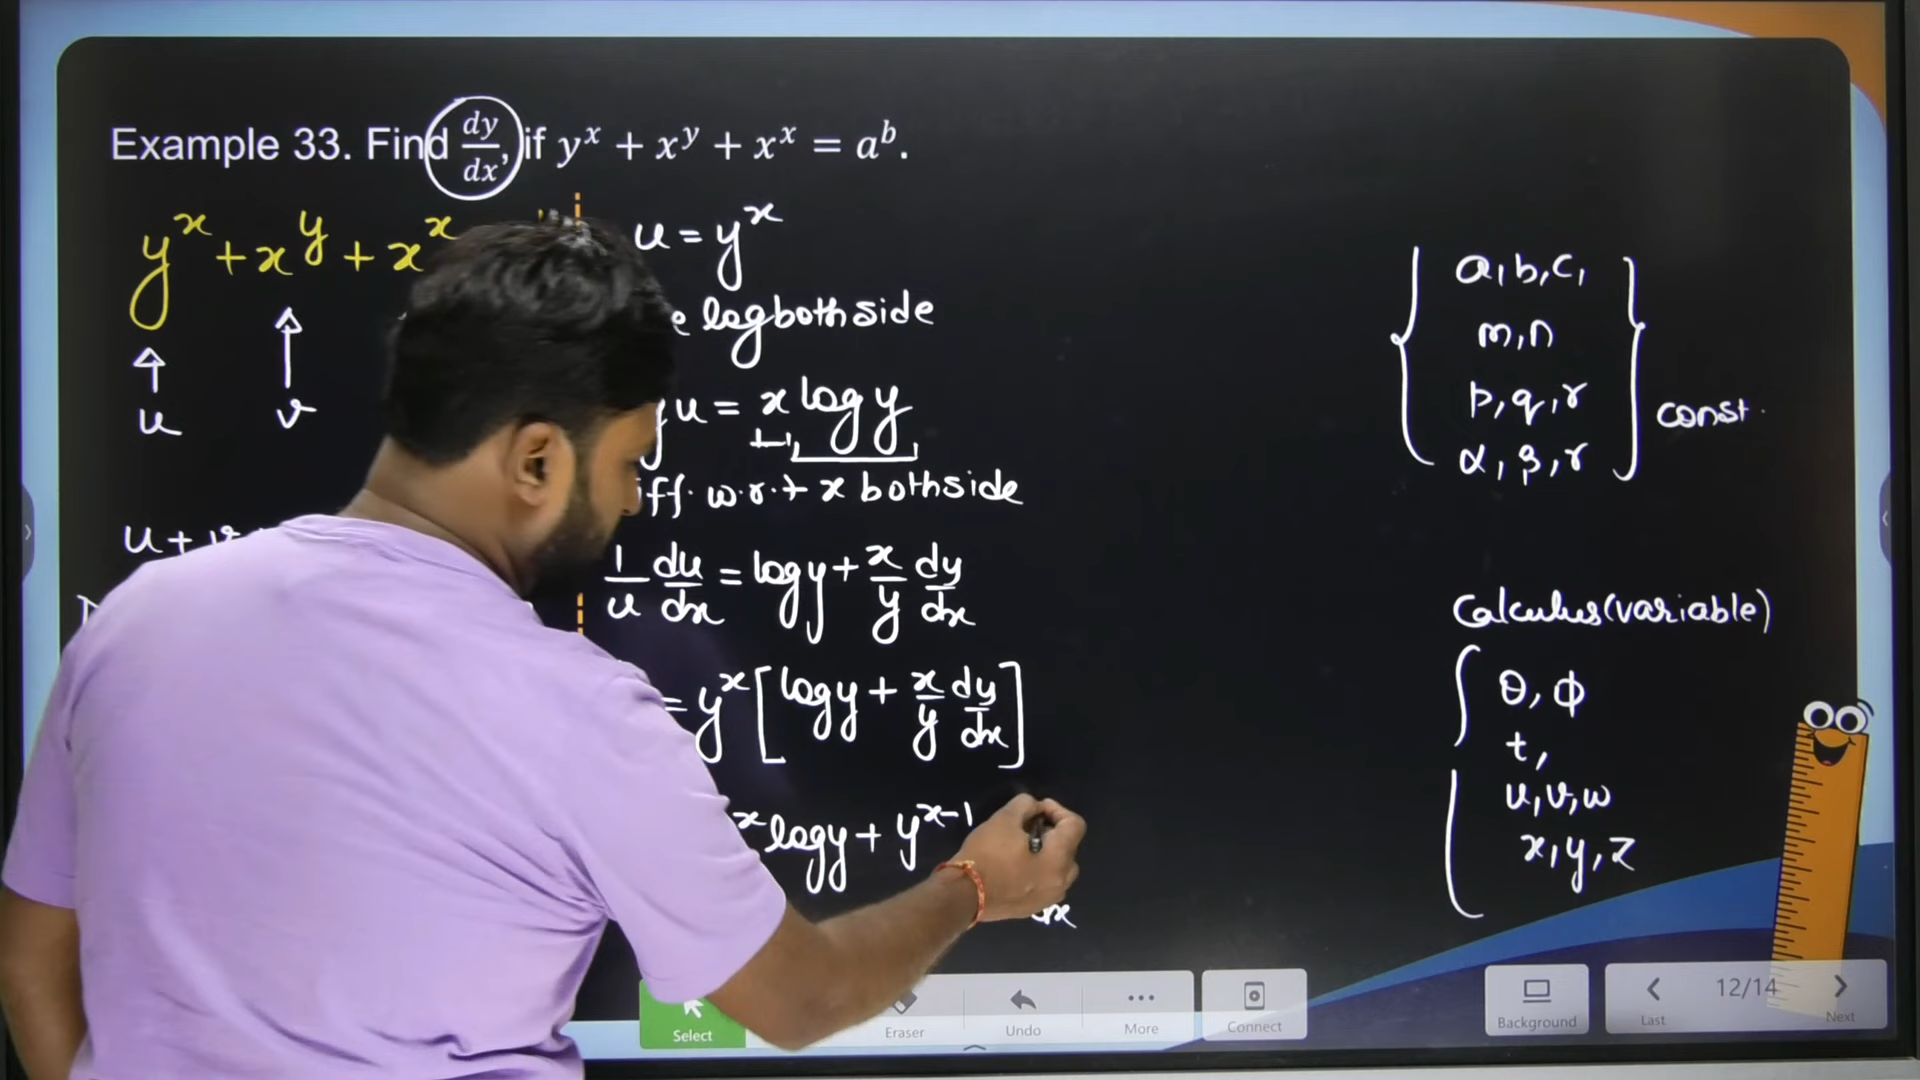 Example 33. Find dy/dx, if y^x + x^y + x^x = a^b.
y^x + x^y + x^x
u
v
u + v
u = y^x
log both side
u = x log y
diff. w.r.t x both side
1/u du/dx = log y + x/y dy/dx
= y^x [log y + x/y dy/dx]
x log y + y^x-1
dx
a, b, c,
m, n
p, q, r
α, β, r
const.
Calculus (variable)
θ, ϕ
t,
u, v, w
x, y, z
Select
Eraser
Undo
More
Connect
Background
Last
12/14
Next